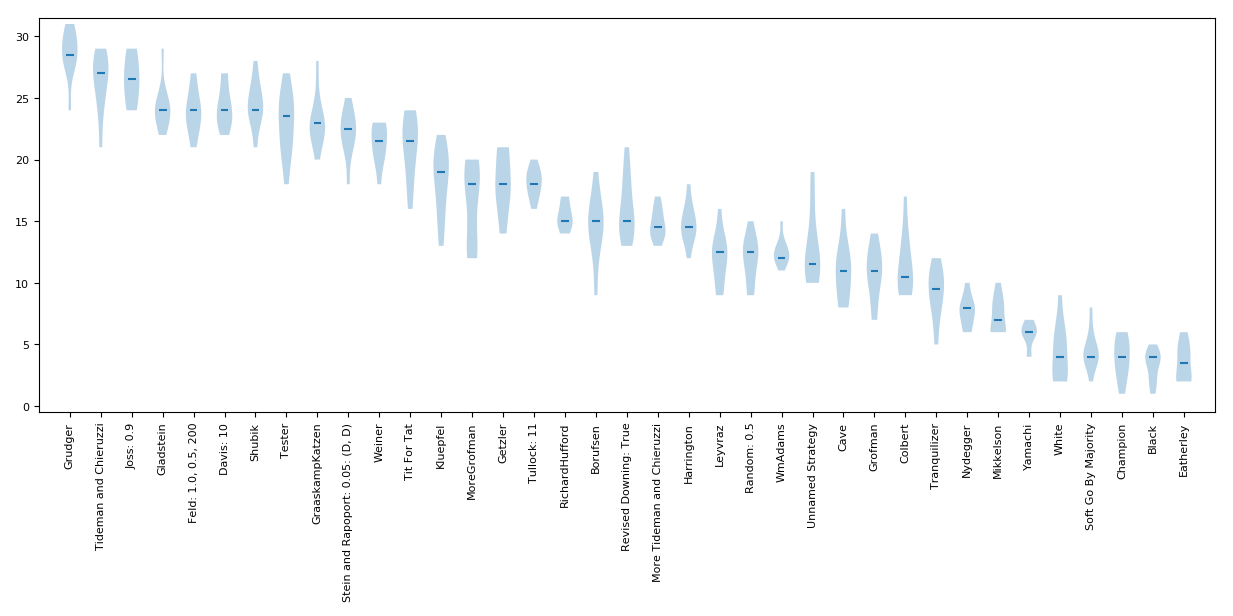 30
25
20
15
10
5
0
Grudger
Tideman and Chieruzzi
Joss: 0.9
Gladstein
Feld: 1.0, 0.5, 200
Davis: 10
Shubik
Tester
GraaskampKatzen
Stein and Rapoport: 0.05: (D, D)
Weiner
Tit For Tat
Kluepfel
MoreGrofman
Getzler
Tullock: 11
RichardHufford
Borufsen
Revised Downing: True
More Tideman and Chieruzzi
Harrington
Leyvraz
Random: 0.5
WmAdams
Unnamed Strategy
Cave
Grofman
Colbert
Tranquilizer
Nydegger
Mikkelson
Yamachi
White
Soft Go By Majority
Champion
Black
Eatherley